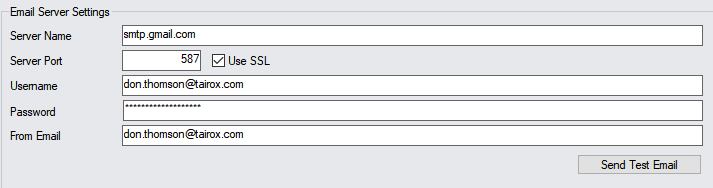 Email Server Settings
Server Name smtp.gmail.com
Server Port 587 Use SSL
Username don.thomson@tairox.com
Password ******************
From Email don.thomson@tairox.com
Send Test Email